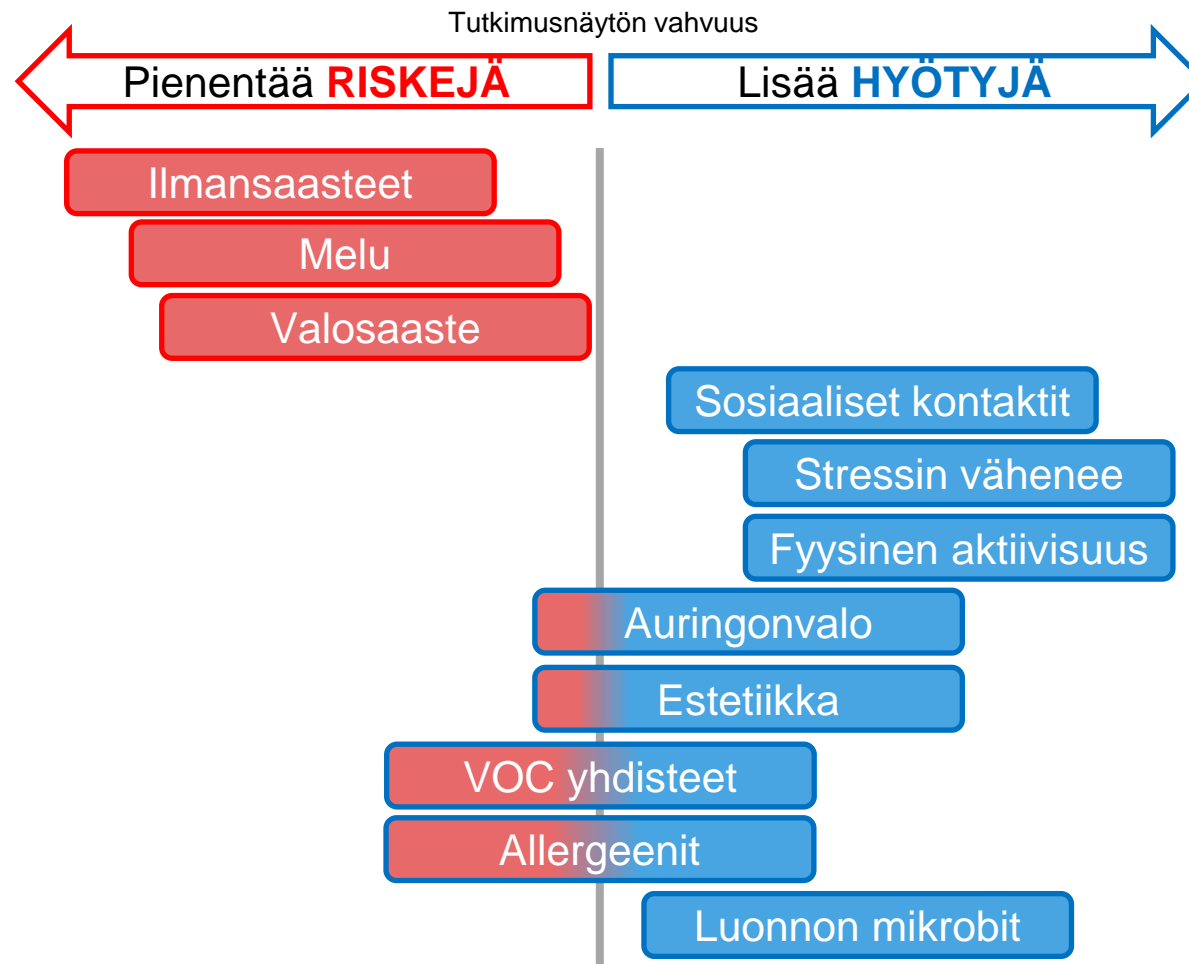 Tutkimusnäytön vahvuus
Pienentää RISKEJÄ
Lisää HYÖTYJÄ
Ilmansaasteet
Melu
Valosaaste
Sosiaaliset kontaktit
Stressin vähenee
Fyysinen aktiivisuus
Auringonvalo
Estetiikka
VOC yhdisteet
Allergeenit
Luonnon mikrobit